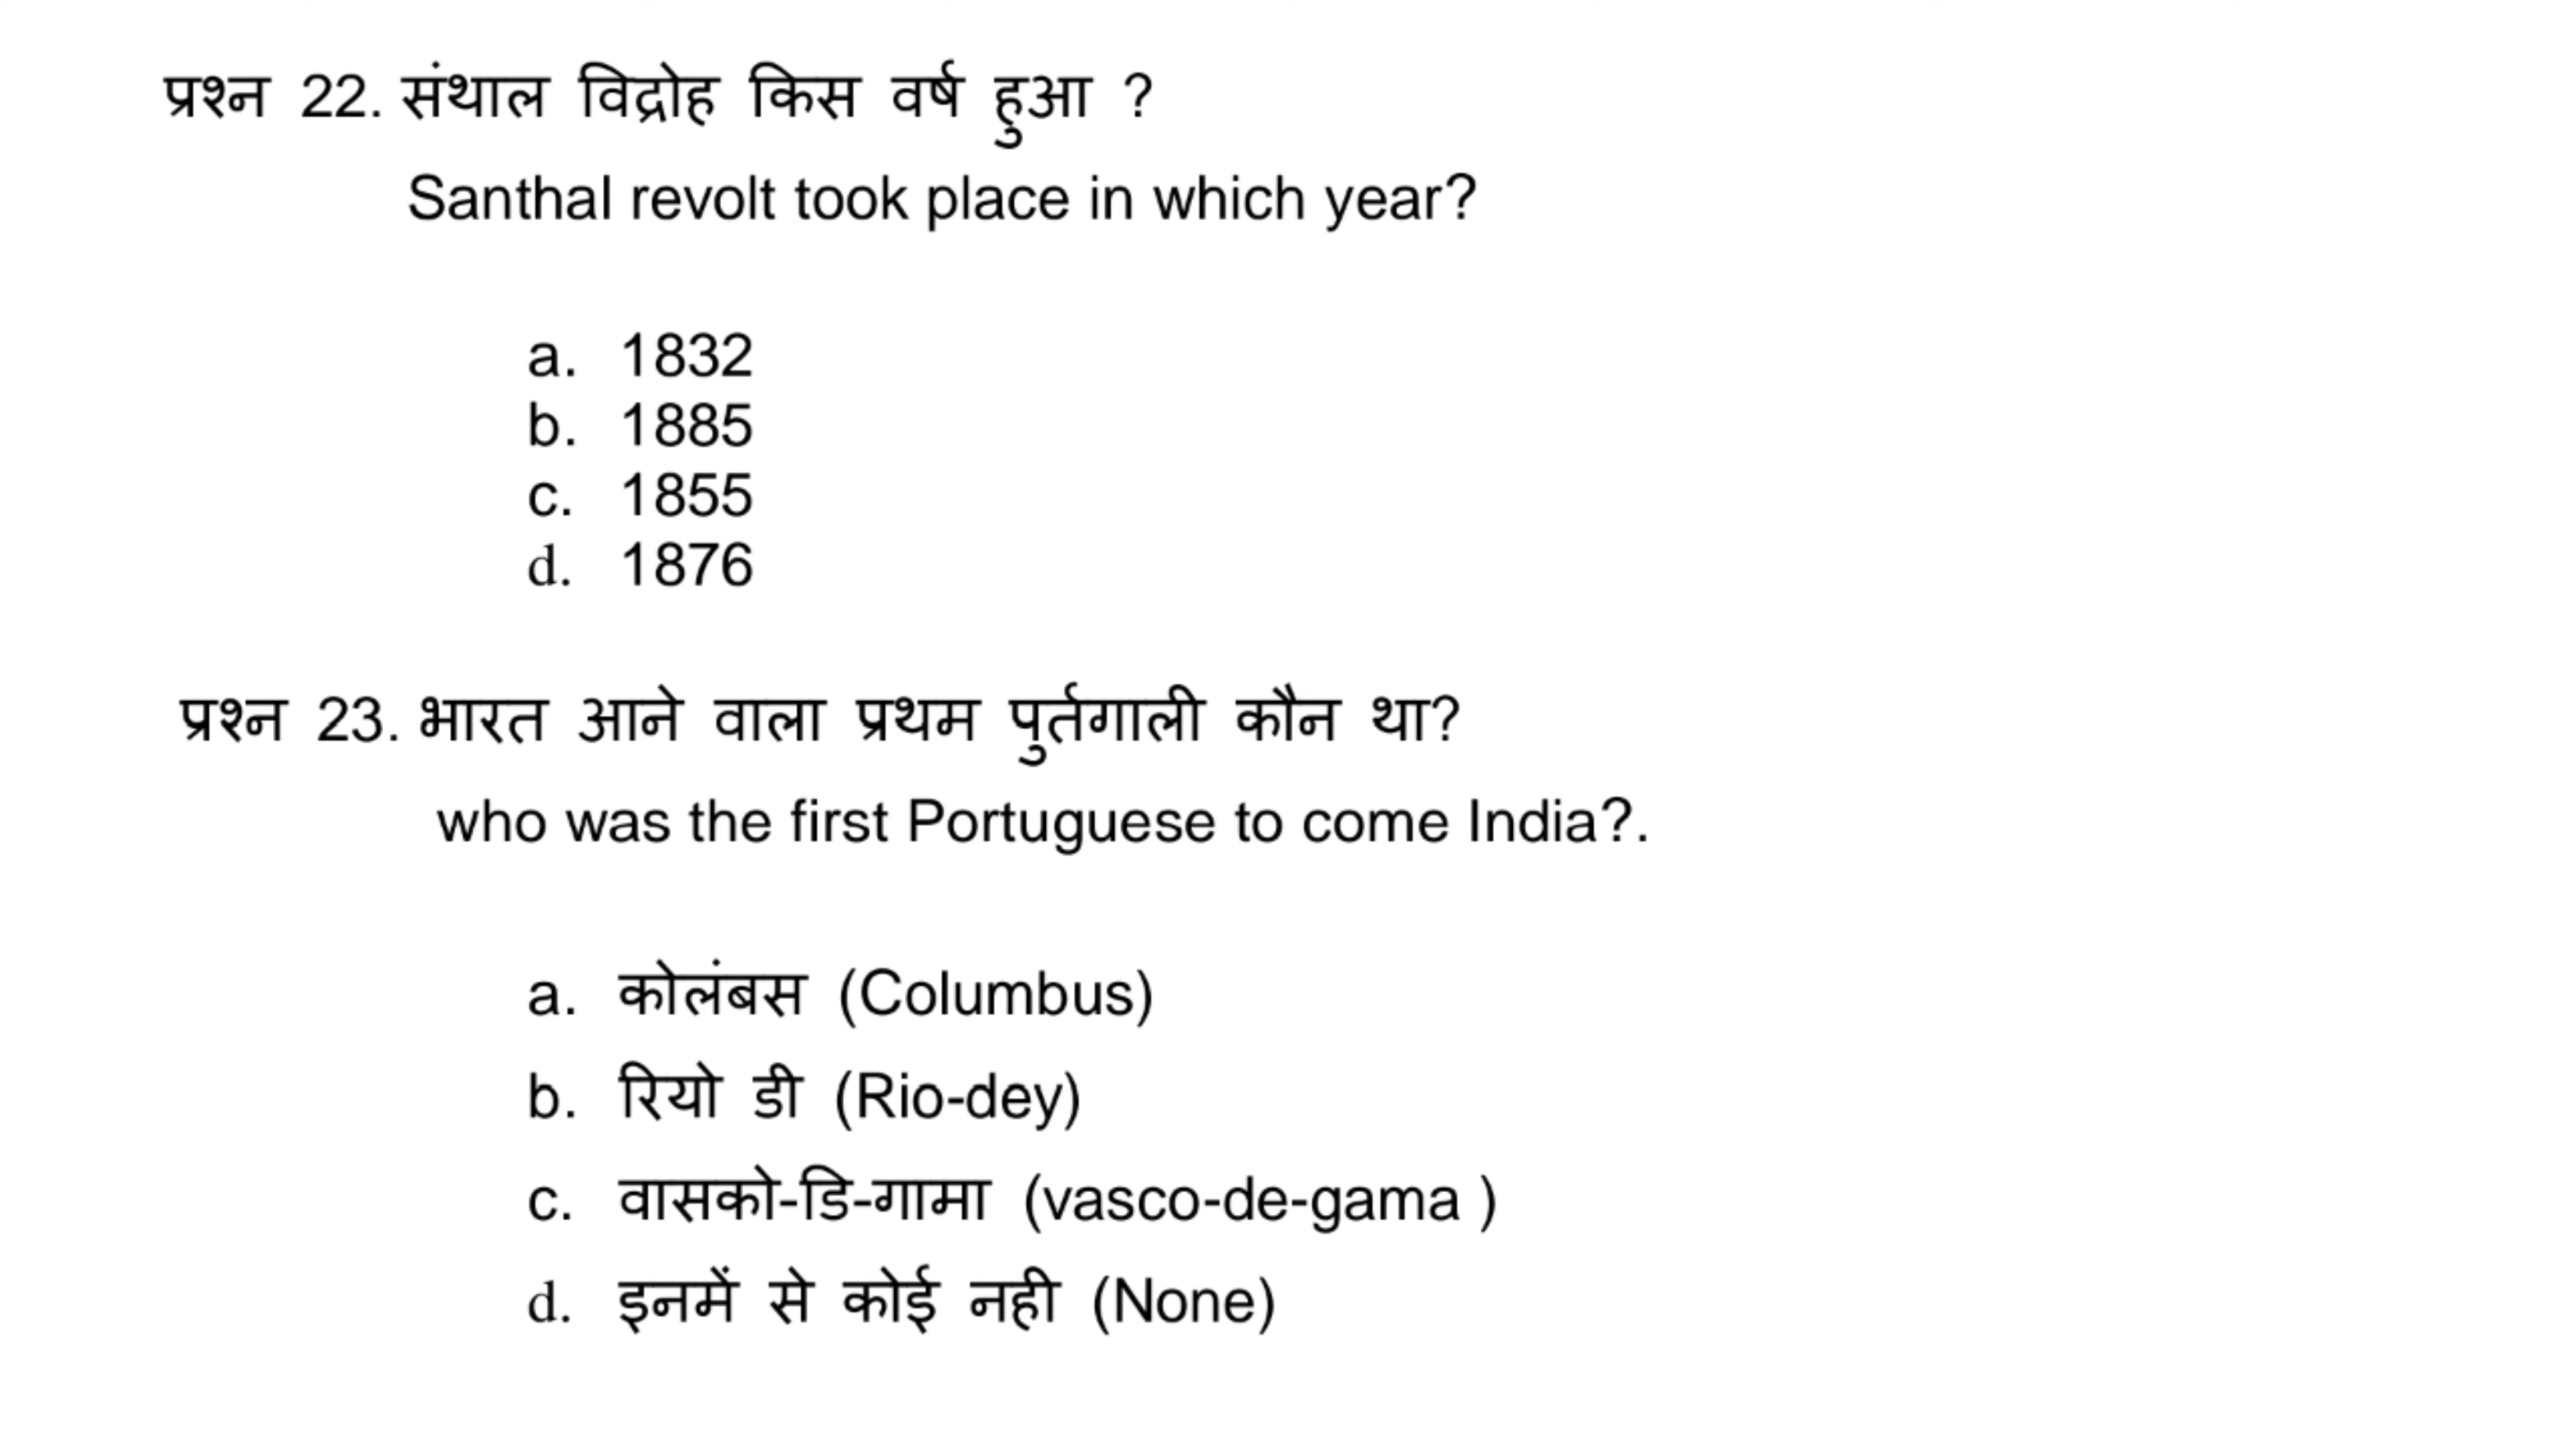 प्रश्न 22. संथाल विद्रोह किस वर्ष हुआ ?
Santhal revolt took place in which year?
a. 1832
b. 1885
c. 1855
d. 1876
प्रश्न 23. भारत आने वाला प्रथम पुर्तगाली कौन था?
who was the first Portuguese to come India?.
a. कोलंबस (Columbus)
b. रियो डी (Rio-dey)
c. वासको-डि-गामा (vasco-de-gama )
d. इनमें से कोई नही (None)